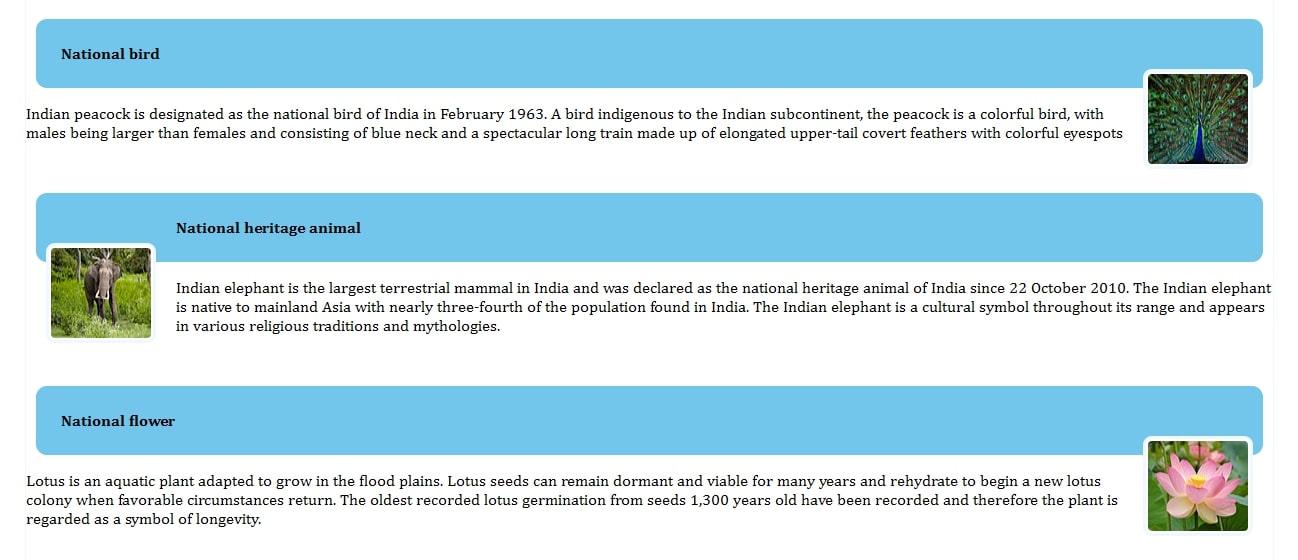 National bird
Indian peacock is designated as the national bird of India in February 1963. A bird indigenous to the Indian subcontinent, the peacock is a colorful bird, with
males being larger than females and consisting of blue neck and a spectacular long train made up of elongated upper-tail covert feathers with colorful eyespots
National heritage animal
Indian elephant is the largest terrestrial mammal in India and was declared as the national heritage animal of India since 22 October 2010. The Indian elephant
is native to mainland Asia with nearly three-fourth of the population found in India. The Indian elephant is a cultural symbol throughout its range and appears
in various religious traditions and mythologies.
National flower
Lotus is an aquatic plant adapted to grow in the flood plains. Lotus seeds can remain dormant and viable for many years and rehydrate to begin a new lotus
colony when favorable circumstances return. The oldest recorded lotus germination from seeds 1,300 years old have been recorded and therefore the plant is
regarded as a symbol of longevity.